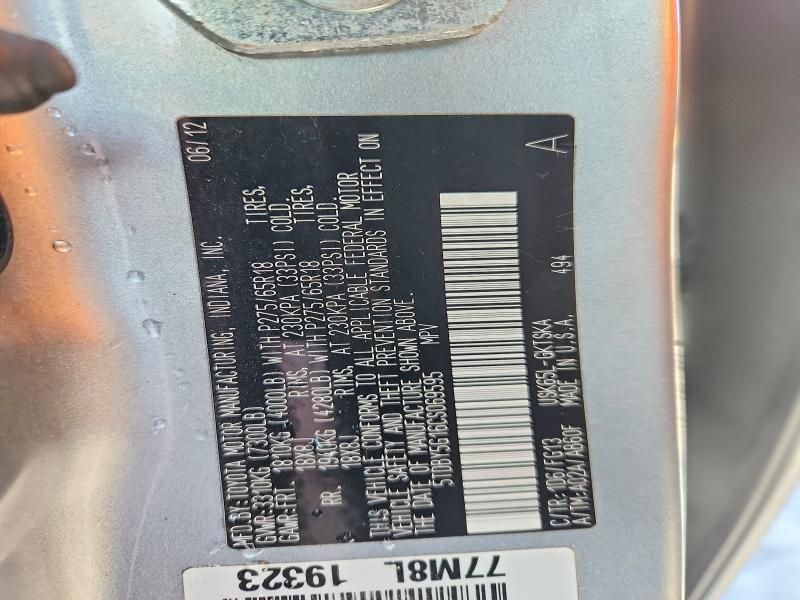 MFD BY: TOYOTA MOTOR MANUFACTURING, INDIANA, INC. 06/12
GVWR:3310KG (7300LB)
GAWR:FRT 1810KG (4000LB) WITH P275/65R18 TIRES,
18X8J RIMS, AT 230KPA (33PSI) COLD.
RR. 1940KG (4280LB) WITH P275/65R18 TIRES,
18X8J RIMS, AT 230KPA (33PSI) COLD.
THIS VEHICLE CONFORMS TO ALL APPLICABLE FEDERAL MOTOR
VEHICLE SAFETY AND THEFT PREVENTION STANDARDS IN EFFECT ON
THE DATE OF MANUFACTURE SHOWN ABOVE.
5TDBY5G16CS069595 MPV
C/TR:1D6/FG13 USK65L-GKTSKA
A/TM:A02A/AB60F MADE IN U.S.A. 494 A
77M8L
19323